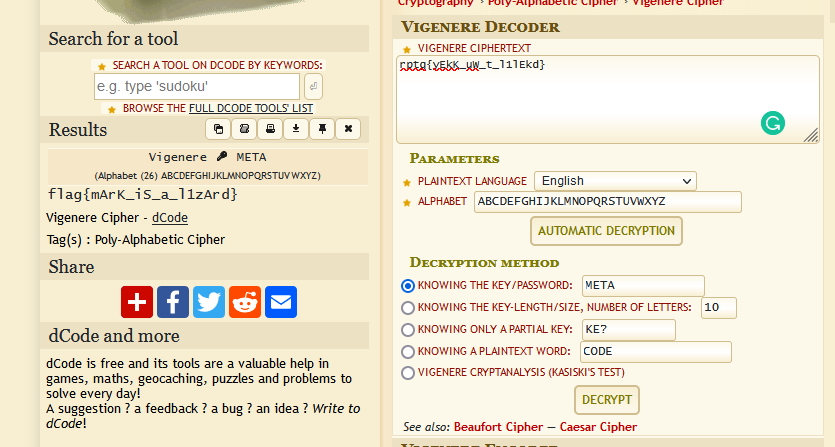 Search for a tool
SEARCH A TOOL ON DCODE BY KEYWORDS:
e.g. type 'sudoku'
BROWSE THE FULL DCODE TOOLS' LIST
Results
Vigenere META
(Alphabet (26) ABCDEFGHIJKLMNOPQRSTUVWXYZ)
flag{mArK_iS_a_l1zArd}
Vigenere Cipher - dCode
Tag(s) : Poly-Alphabetic Cipher
Share
dCode and more
dCode is free and its tools are a valuable help in
games, maths, geocaching, puzzles and problems to
solve every day!
A suggestion ? a feedback ? a bug ? an idea ? Write to
dCode!
Cryptography › Poly-Alphabetic Cipher › Vigenere Cipher
VIGENERE DECODER
VIGENERE CIPHERTEXT
rptg{yEkK_uW_t_l1lEkd}
PARAMETERS
PLAINTEXT LANGUAGE English
ALPHABET ABCDEFGHIJKLMNOPQRSTUVWXYZ
AUTOMATIC DECRYPTION
DECRYPTION METHOD
KNOWING THE KEY/PASSWORD: META
KNOWING THE KEY-LENGTH/SIZE, NUMBER OF LETTERS: 10
KNOWING ONLY A PARTIAL KEY: KE?
KNOWING A PLAINTEXT WORD: CODE
VIGENERE CRYPTANALYSIS (KASISKI'S TEST)
DECRYPT
See also: Beaufort Cipher — Caesar Cipher
VIGENERE ENCODER